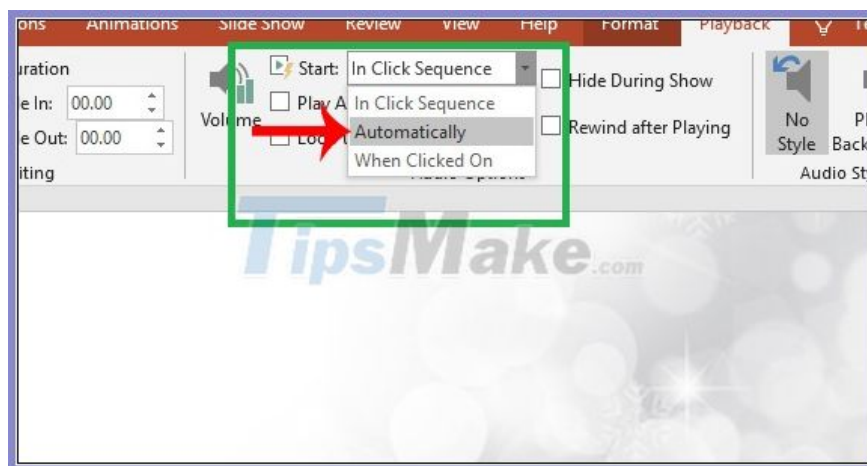 ons Animations Slide Show Review View Help Format Playback
uration
Start: In Click Sequence
Hide During Show
e In: 00.00
Play A
In Click Sequence
Volume
Automatically
Rewind after Playing
No Style
e Out: 00.00
When Clicked On
Back
iting
Audio St
TipsMake.com